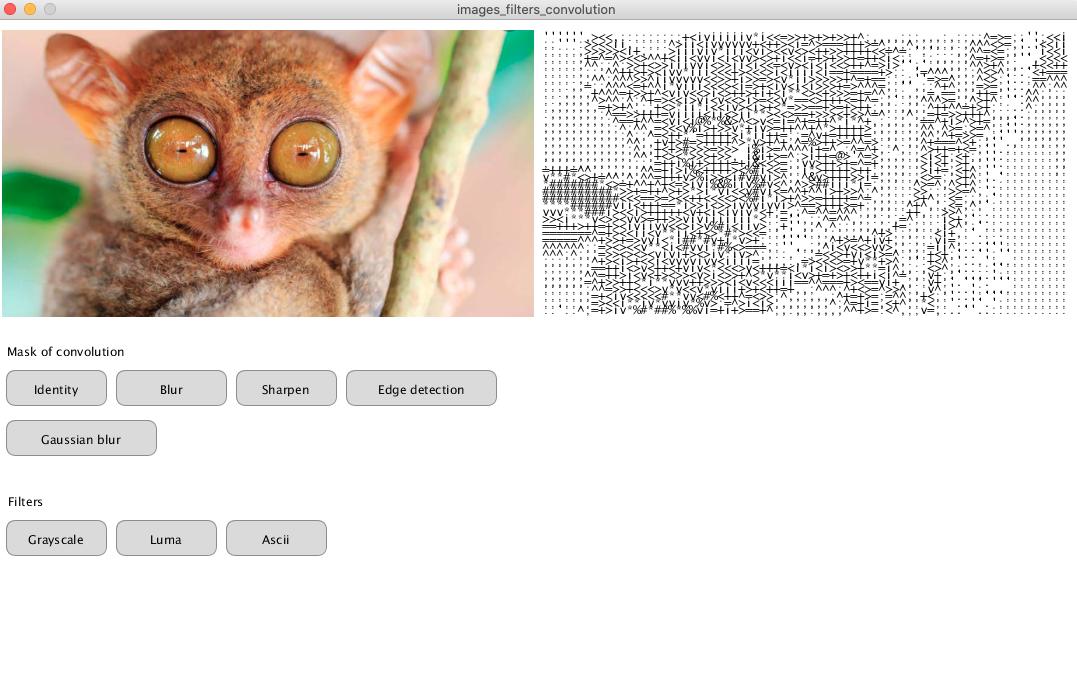 images_filters_convolution
Mask of convolution
Identity
Blur
Sharpen
Edge detection
Gaussian blur
Filters
Grayscale
Luma
Ascii